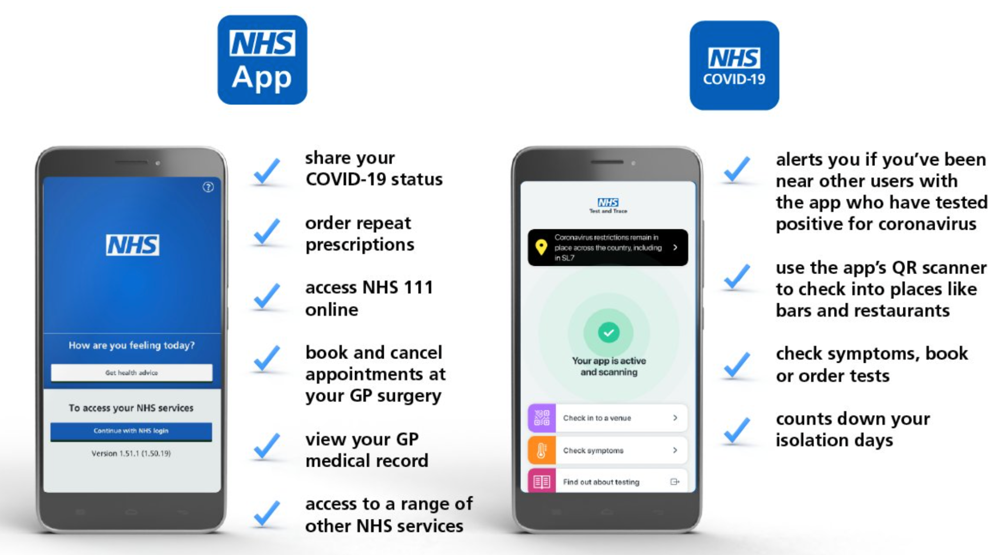 NHS
App
NHS
COVID-19
?
NHS
How are you feeling today?
Get health advice
To access your NHS services
Continue with NHS login
Version 1.51.1 (1.50.19)
share your
COVID-19 status
order repeat
prescriptions
access NHS 111
online
book and cancel
appointments at
your GP surgery
view your GP
medical record
access to a range of
other NHS services
NHS
Test and Trace
Coronavirus restrictions remain in
place across the country, including
in SL7
Your app is active
and scanning
Check in to a venue
Check symptoms
Find out about testing
alerts you if you’ve been
near other users with
the app who have tested
positive for coronavirus
use the app’s QR scanner
to check into places like
bars and restaurants
check symptoms, book
or order tests
counts down your
isolation days